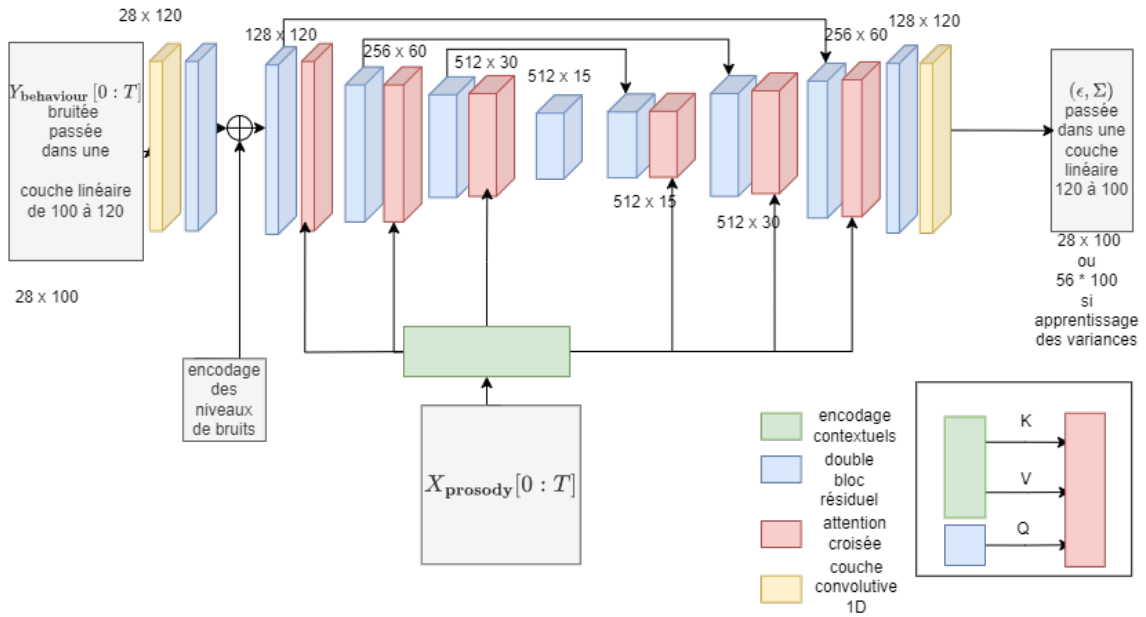 28 x 120
128 x 120
256 x 60
512 x 30
512 x 15
256 x 60
128 x 120
Y_behaviour [0 : T]
bruitée
passée
dans une
couche linéaire
de 100 à 120
28 x 100
(ϵ, Σ)
passée
dans une
couche
linéaire
120 à 100
512 x 15
512 x 30
28 x 100
ou
56 * 100
si
apprentissage
des variances
encodage
des
niveaux
de bruits
X_prosody[0 : T]
encodage
contextuels
double
bloc
résiduel
attention
croisée
couche
convolutive
1D
K
V
Q